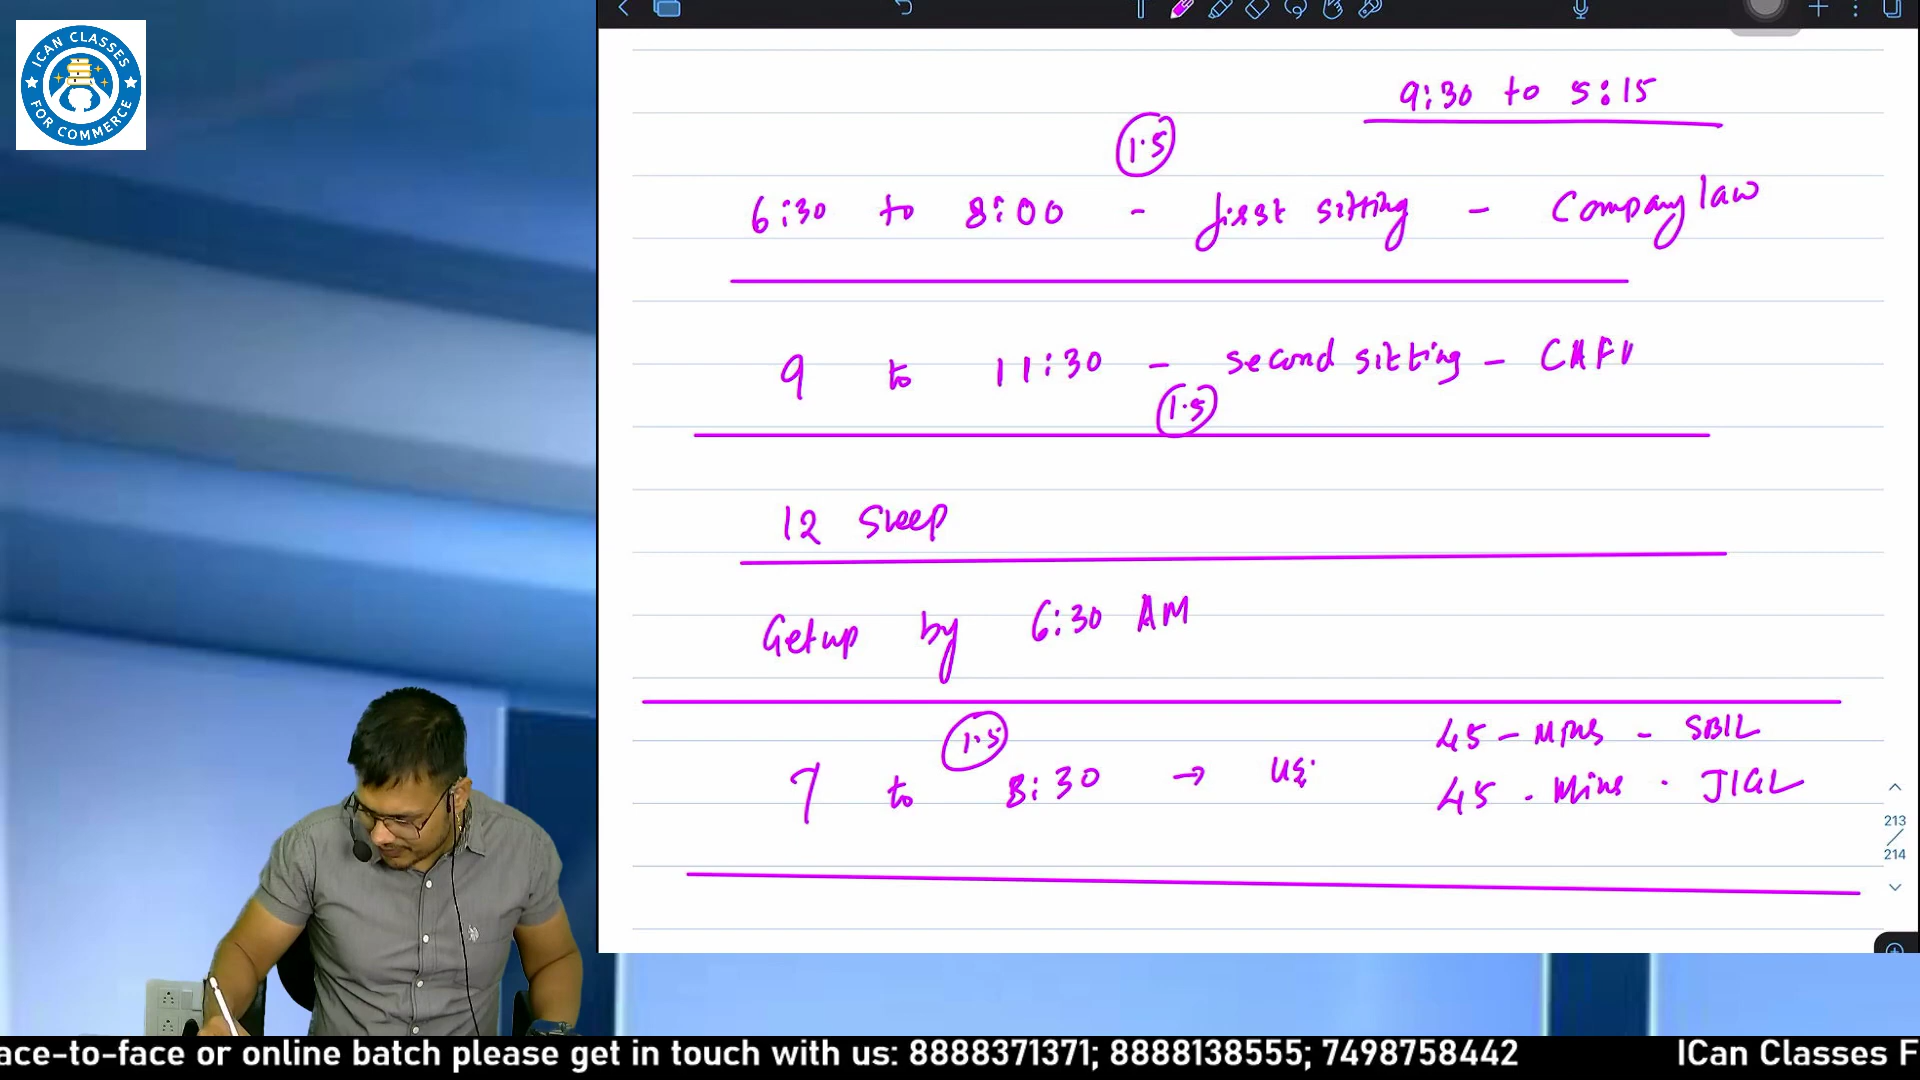 ICAN CLASSES
FOR COMMERCE
9:30 to 5:15
1.5
6:30 to 8:00 - first sitting - Company law
9 to 11:30 - second sitting -
1.5
12 Sleep
Getup by 6:30 AM
1.5
45 - Mins - SBIL
7 to 8:30 →
45 - Mins - JIGL
213
214
ace-to-face or online batch please get in touch with us: 8888371371; 8888138555; 7498758442
ICan Classes F